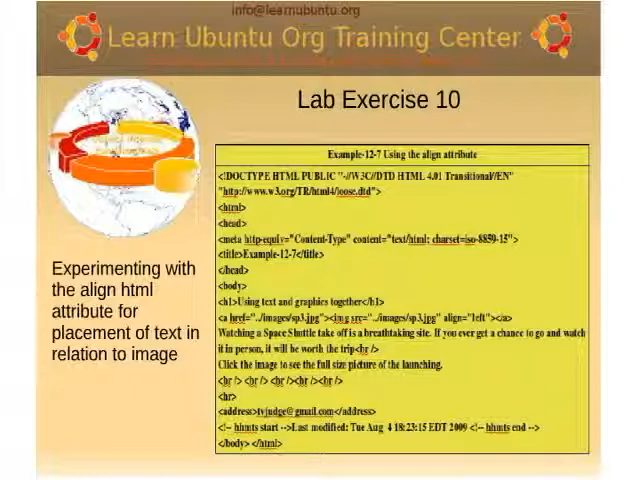 info@learnubuntu.org
Learn Ubuntu Org Training Center
Lab Exercise 10
Experimenting with
the align html
attribute for
placement of text in
relation to image
Example-12-7 Using the align attribute
<!DOCTYPE HTML PUBLIC "-//W3C//DTD HTML 4.01 Transitional//EN"
"http://www.w3.org/TR/html4/loose.dtd">
<html>
<head>
<meta http-equiv="Content-Type" content="text/html; charset=iso-8859-15">
<title>Example-12-7</title>
</head>
<body>
<h1>Using text and graphics together</h1>
<a href="../images/sp3.jpg"><img src="../images/sp3.jpg" align="left"></a>
Watching a Space Shuttle take off is a breathtaking site. If you ever get a chance to go and watch
it in person, it will be worth the trip<br />
Click the image to see the full size picture of the launching.
<br /> <br /> <br /><br /><br />
<hr>
<address>tvjudge@gmail.com</address>
<!-- hhmts start -->Last modified: Tue Aug 4 18:23:15 EDT 2009 <!-- hhmts end -->
</body> </html>